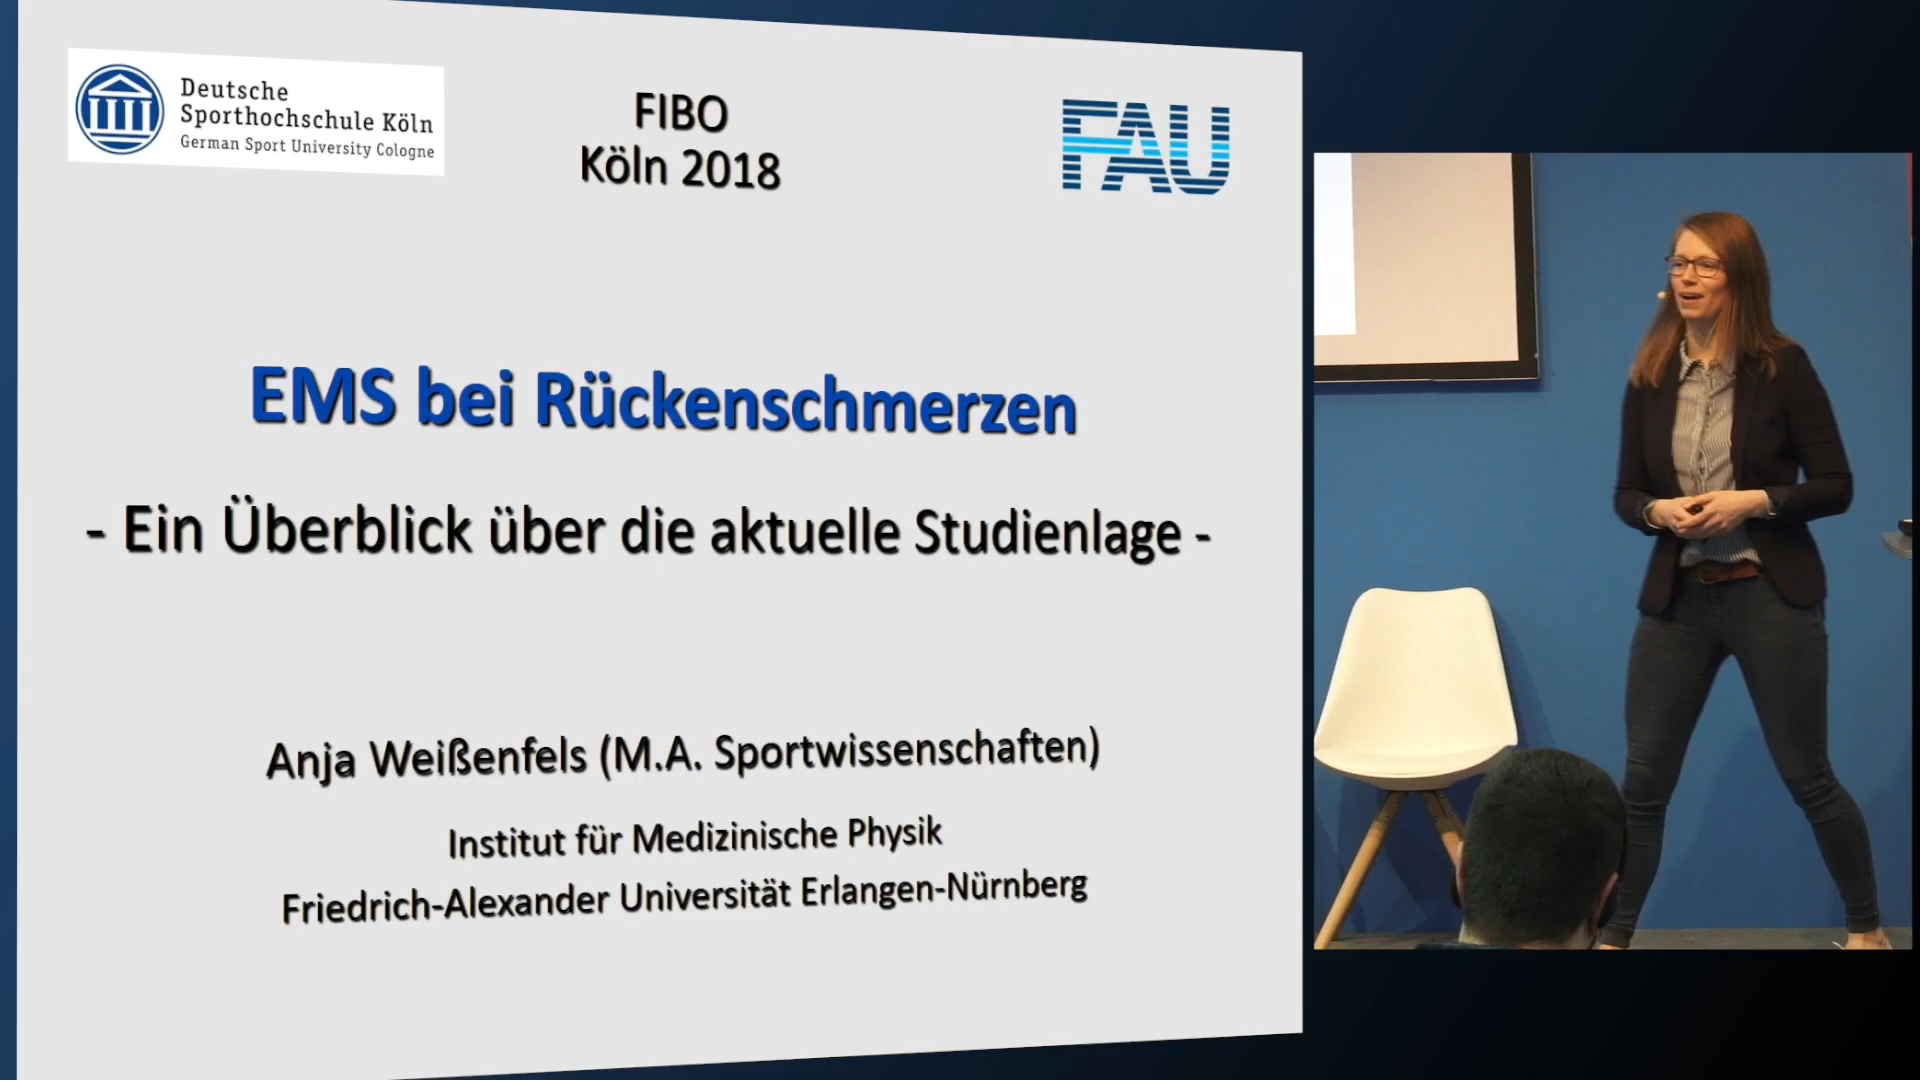 Deutsche
Sporthochschule Köln
German Sport University Cologne
FIBO
Köln 2018
FAU
EMS bei Rückenschmerzen
- Ein Überblick über die aktuelle Studienlage -
Anja Weißenfels (M.A. Sportwissenschaften)
Institut für Medizinische Physik
Friedrich-Alexander Universität Erlangen-Nürnberg